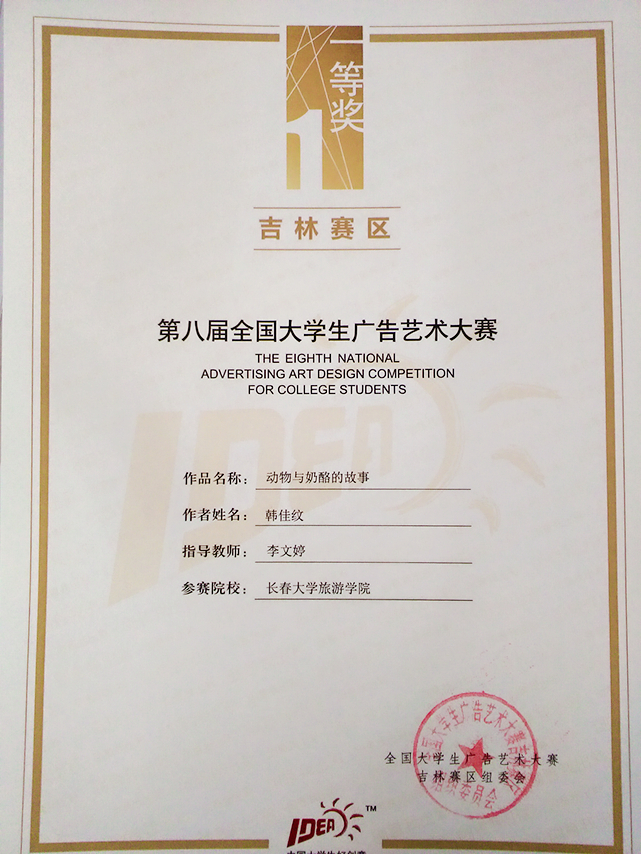 一等奖
1
吉林赛区
第八届全国大学生广告艺术大赛
THE EIGHTH NATIONAL
ADVERTISING ART DESIGN COMPETITION
FOR COLLEGE STUDENTS
IDEA
作品名称： 动物与奶酪的故事
作者姓名： 韩佳纹
指导教师： 李文婷
参赛院校： 长春大学旅游学院
全国大学生广告艺术大赛
吉林赛区组委会
IDEA TM